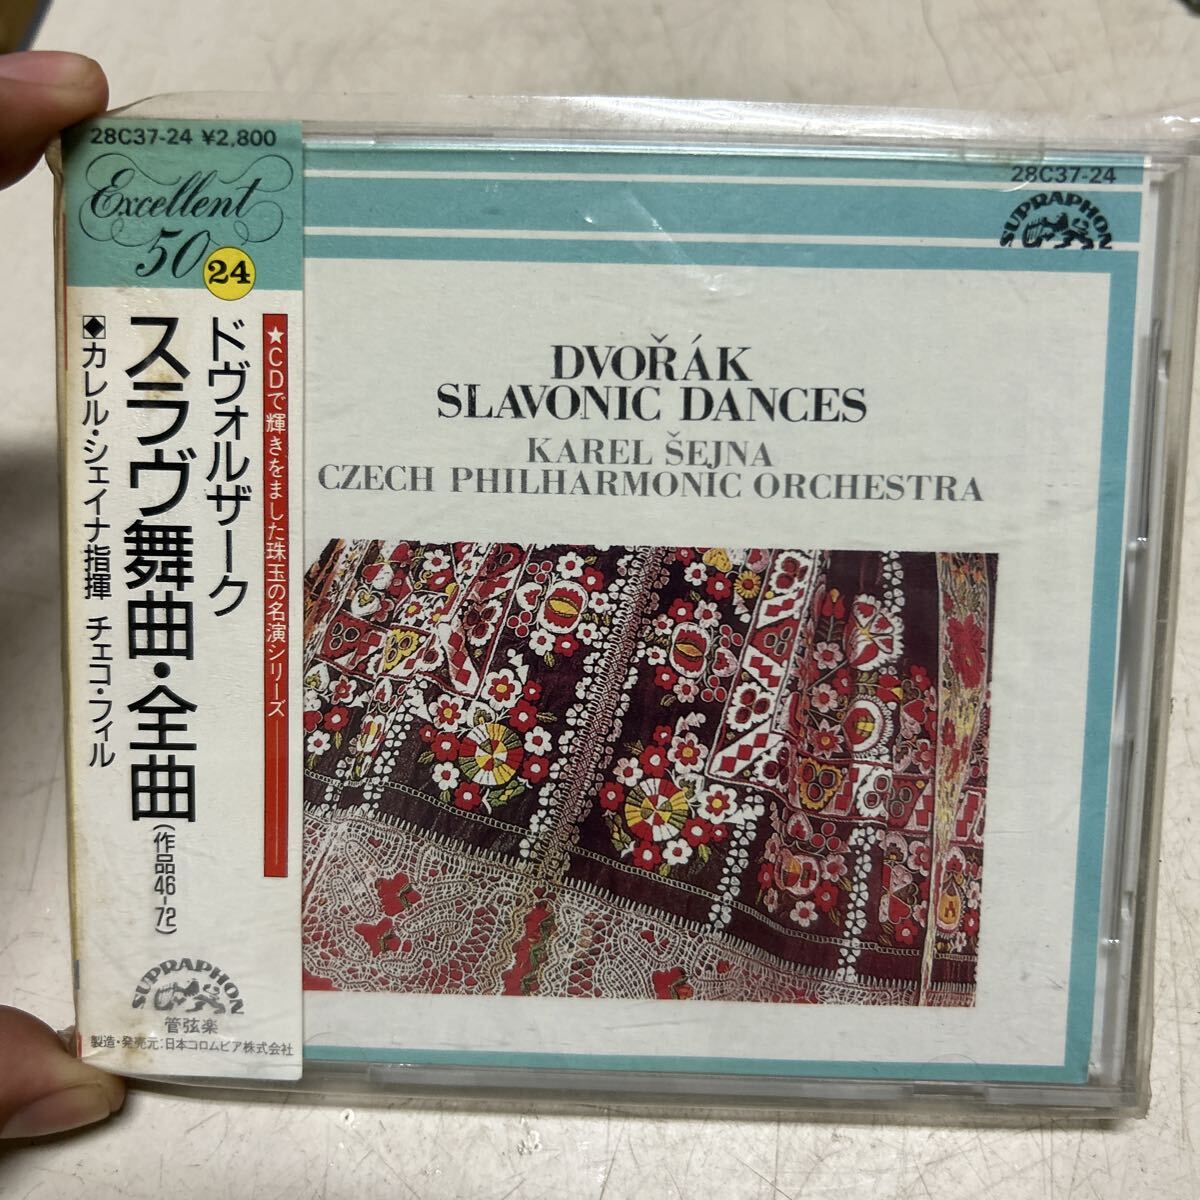 28C37-24 ¥2,800
Excellent
50
24
★CDで輝きをました珠玉の名演シリーズ
ドヴォルザーク
スラヴ舞曲・全曲
(作品46-72)
◆カレル・シェイナ指揮 チェコ・フィル
SUPRAPHON
管弦楽
製造・発売元:日本コロムビア株式会社
28C37-24
SUPRAPHON
DVOŘÁK
SLAVONIC DANCES
KAREL ŠEJNA
CZECH PHILHARMONIC ORCHESTRA